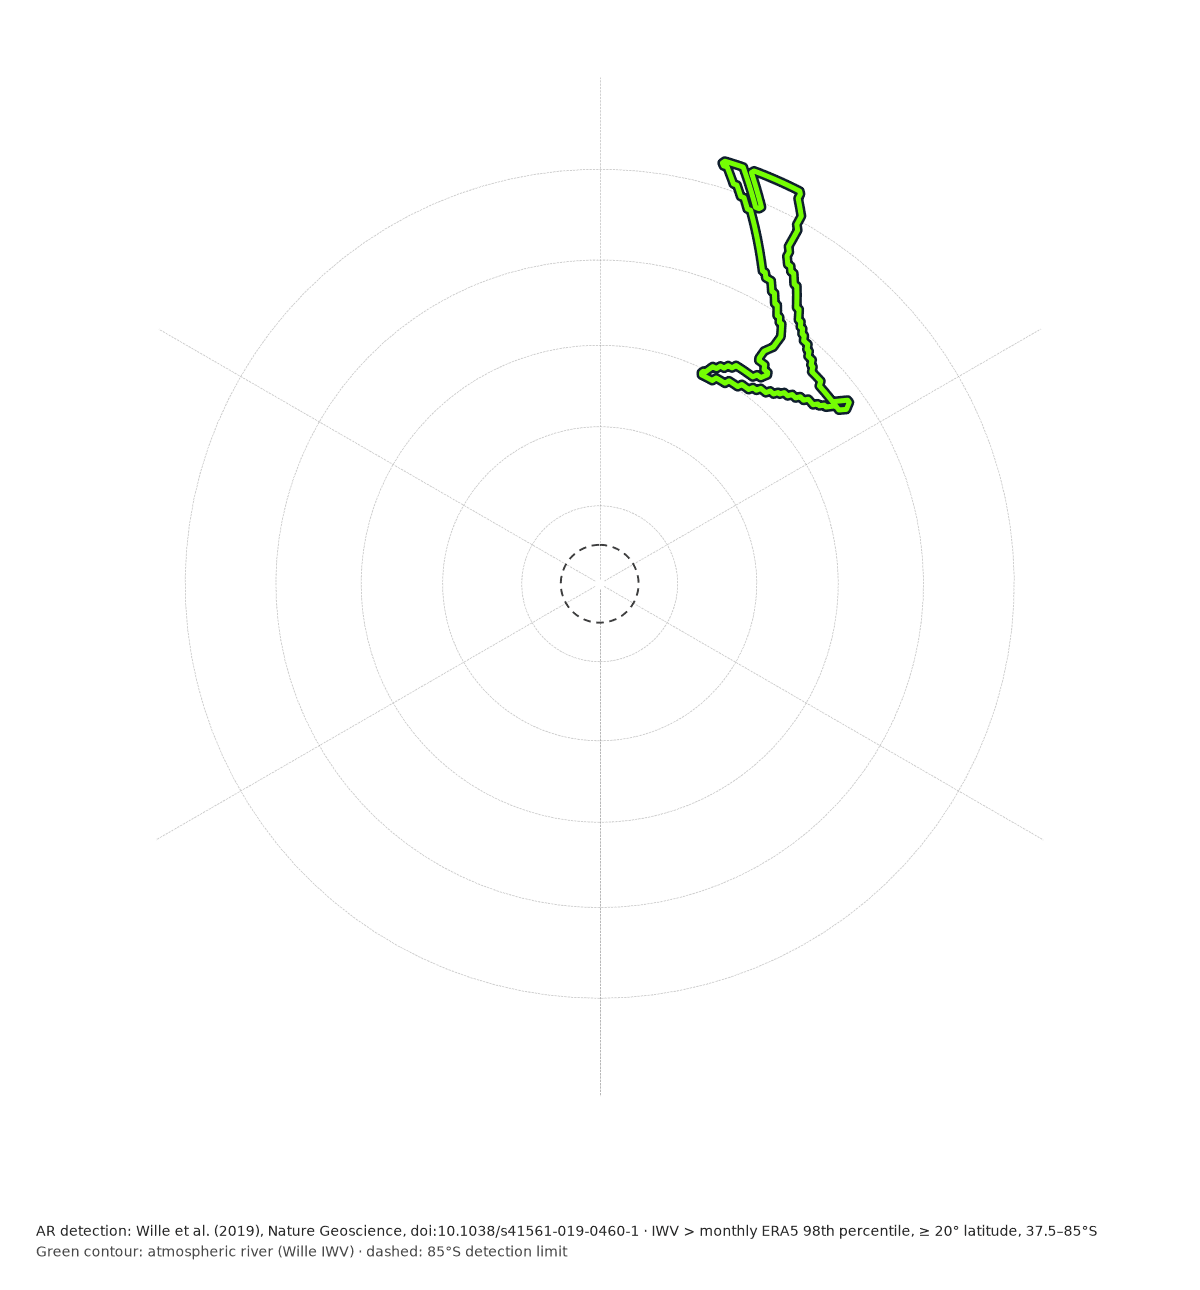 AR detection: Wille et al. (2019), Nature Geoscience, doi:10.1038/s41561-019-0460-1 · IWV > monthly ERA5 98th percentile, ≥ 20° latitude, 37.5–85°S
Green contour: atmospheric river (Wille IWV) · dashed: 85°S detection limit